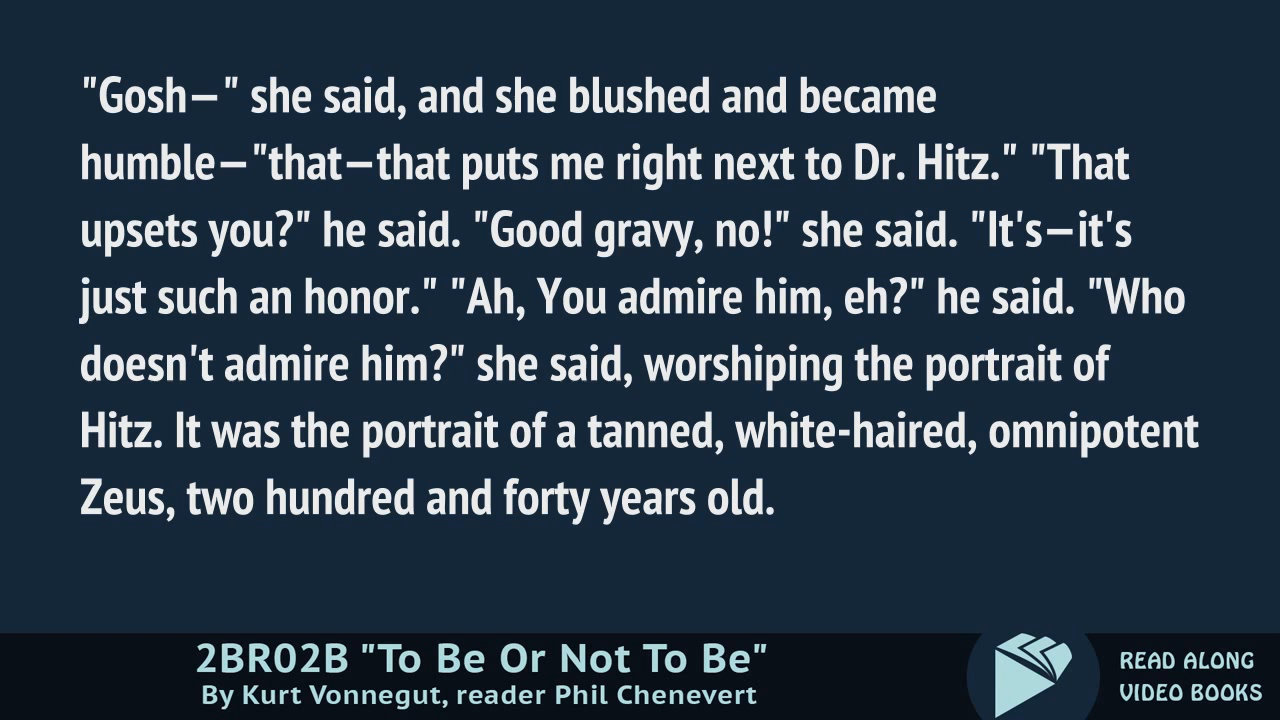 "Gosh—" she said, and she blushed and became
humble—"that—that puts me right next to Dr. Hitz." "That
upsets you?" he said. "Good gravy, no!" she said. "It's—it's
just such an honor." "Ah, You admire him, eh?" he said. "Who
doesn't admire him?" she said, worshiping the portrait of
Hitz. It was the portrait of a tanned, white-haired, omnipotent
Zeus, two hundred and forty years old.
2BR02B "To Be Or Not To Be"
By Kurt Vonnegut, reader Phil Chenevert
READ ALONG
VIDEO BOOKS